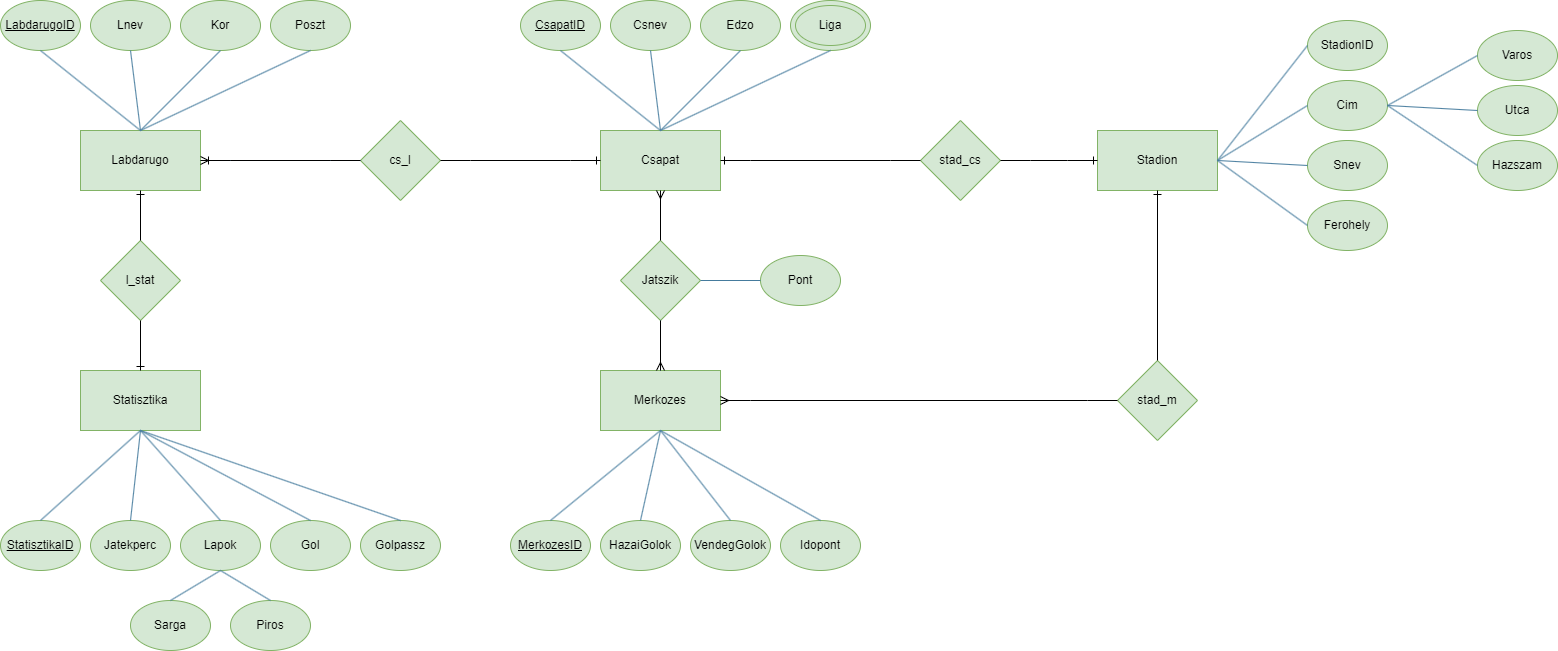 LabdarugoID
Lnev
Kor
Poszt
CsapatID
Csnev
Edzo
Liga
StadionID
Varos
Cim
Utca
Labdarugo
cs_l
Csapat
stad_cs
Stadion
Snev
Hazszam
Ferohely
l_stat
Jatszik
Pont
Statisztika
Merkozes
stad_m
StatisztikaID
Jatekperc
Lapok
Gol
Golpassz
MerkozesID
HazaiGolok
VendegGolok
Idopont
Sarga
Piros